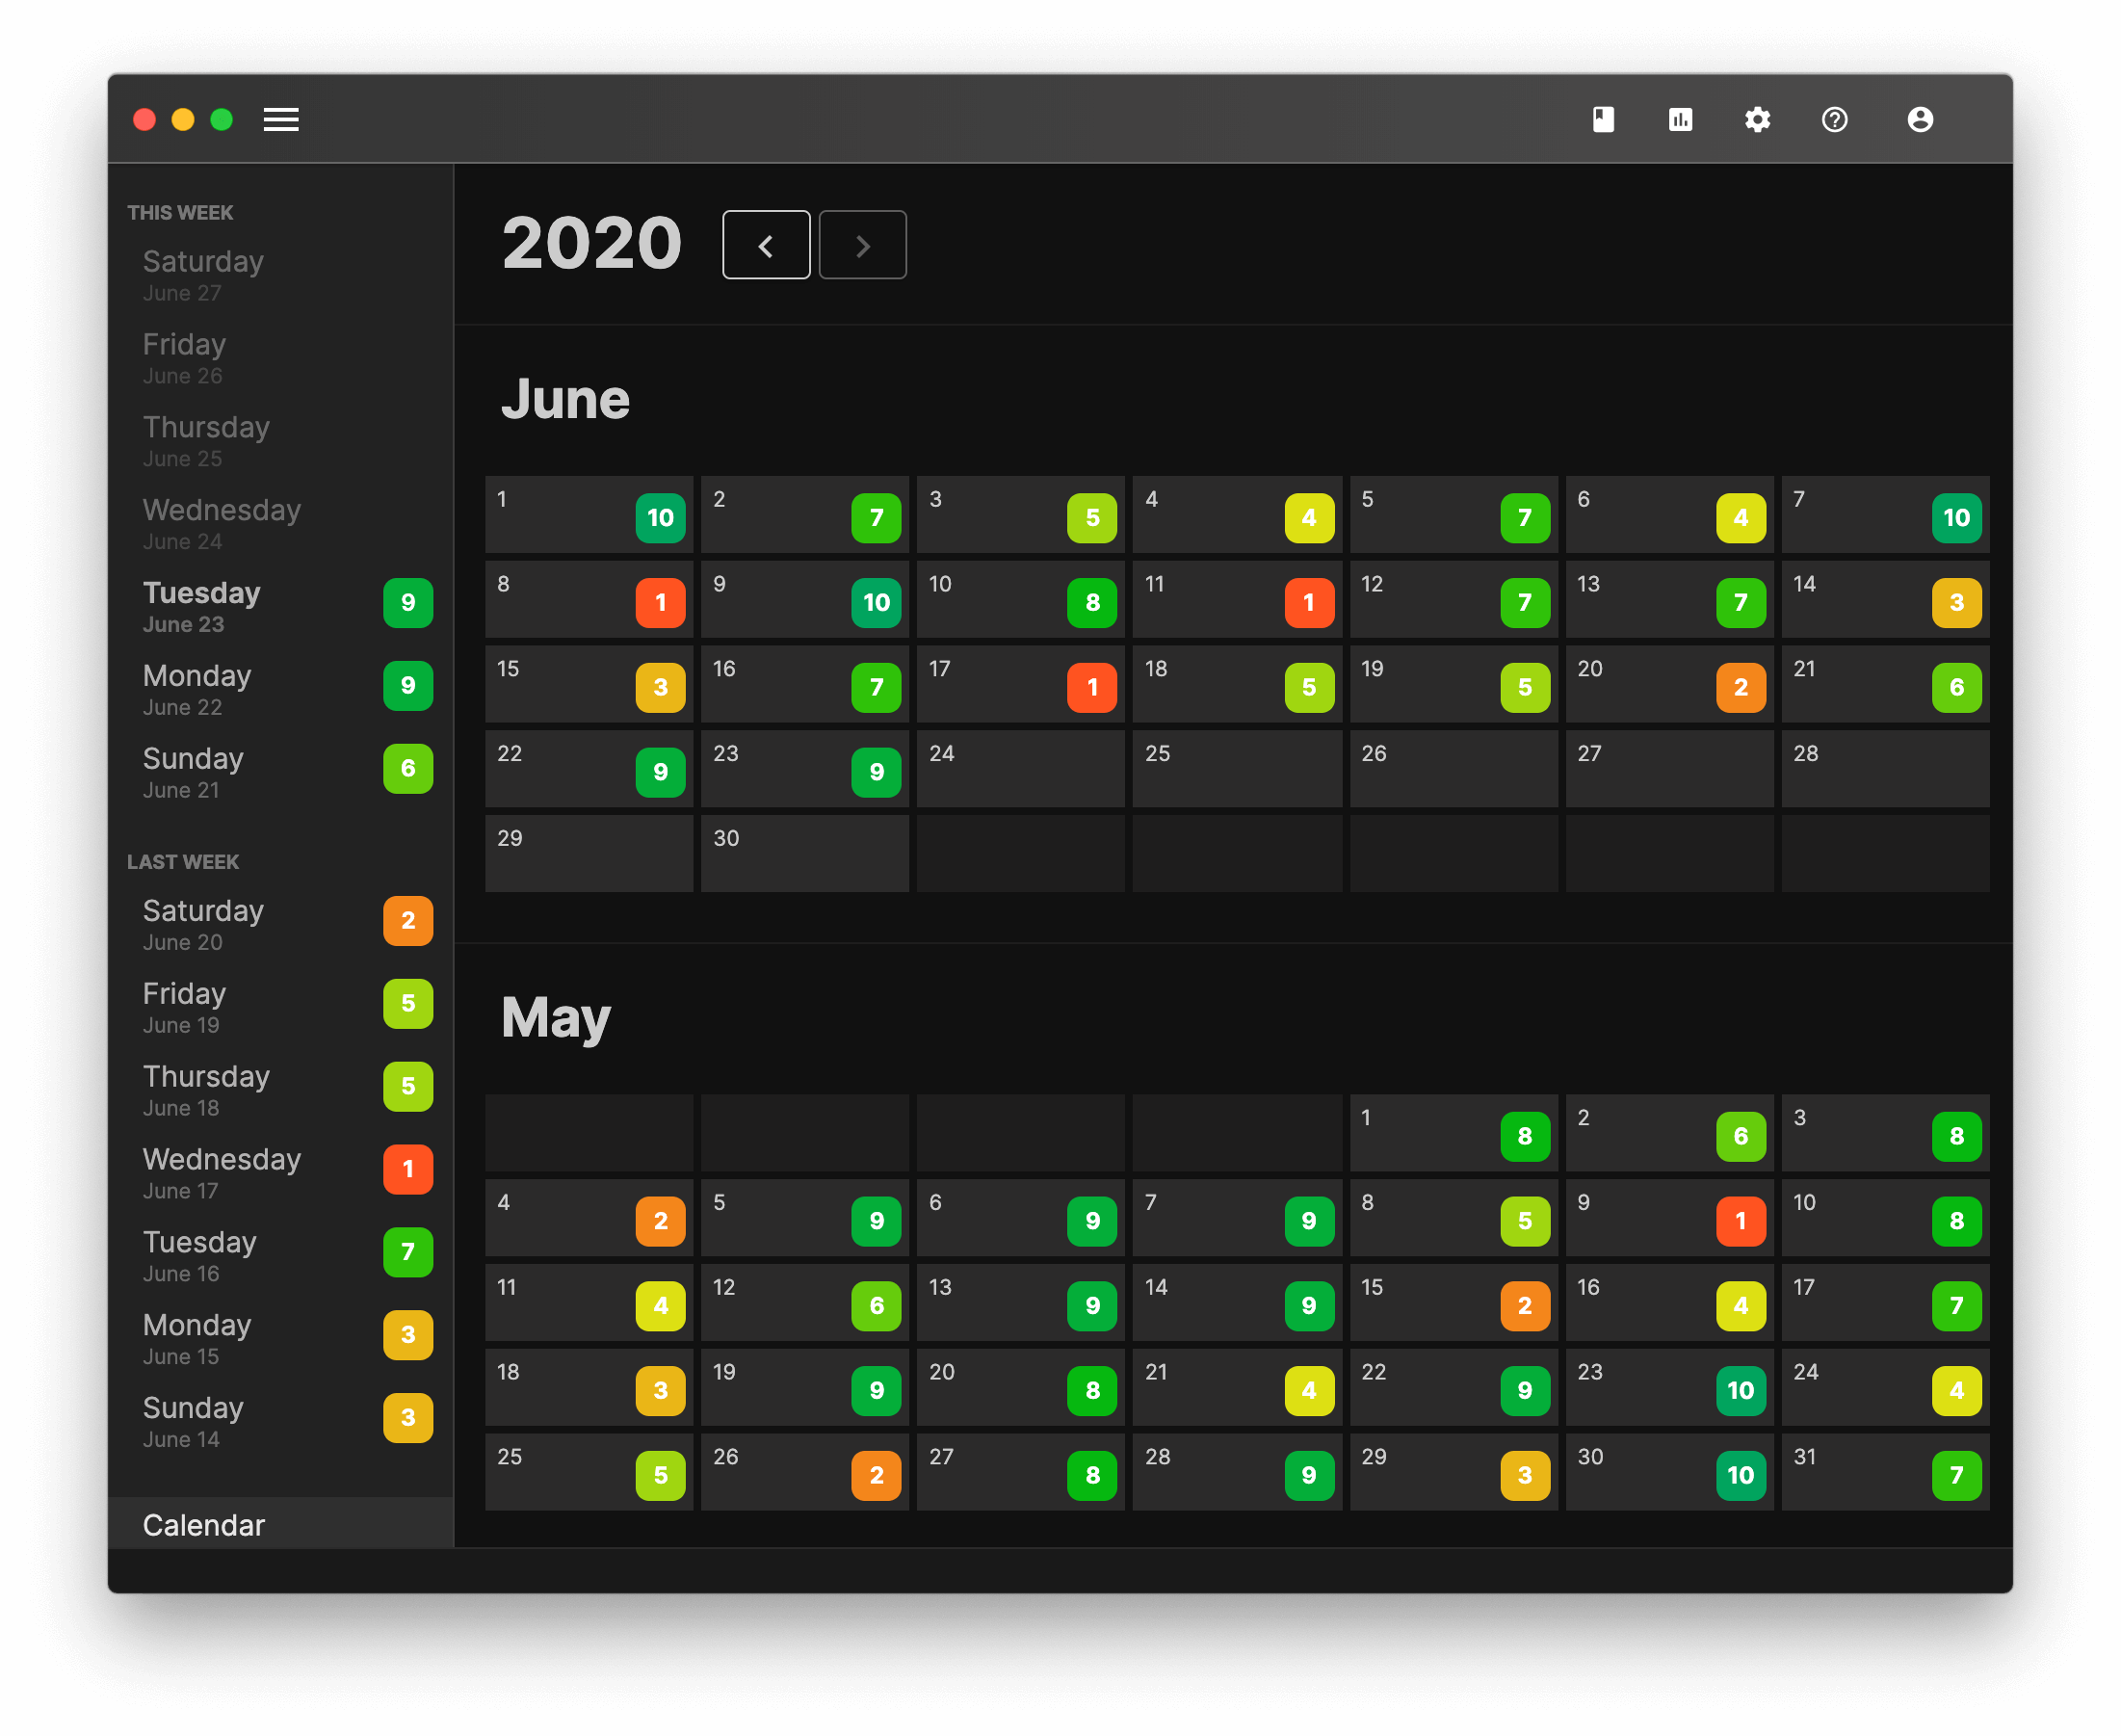 THIS WEEK
Saturday
June 27
Friday
June 26
Thursday
June 25
Wednesday
June 24
Tuesday 9
June 23
Monday 9
June 22
Sunday 6
June 21
LAST WEEK
Saturday 2
June 20
Friday 5
June 19
Thursday 5
June 18
Wednesday 1
June 17
Tuesday 7
June 16
Monday 3
June 15
Sunday 3
June 14
Calendar
2020
June
1 10 2 7 3 5 4 4 5 7 6 4 7 10
8 1 9 10 10 8 11 1 12 7 13 7 14 3
15 3 16 7 17 1 18 5 19 5 20 2 21 6
22 9 23 9 24 25 26 27 28
29 30
May
1 8 2 6 3 8
4 2 5 9 6 9 7 9 8 5 9 1 10 8
11 4 12 6 13 9 14 9 15 2 16 4 17 7
18 3 19 9 20 8 21 4 22 9 23 10 24 4
25 5 26 2 27 8 28 9 29 3 30 10 31 7